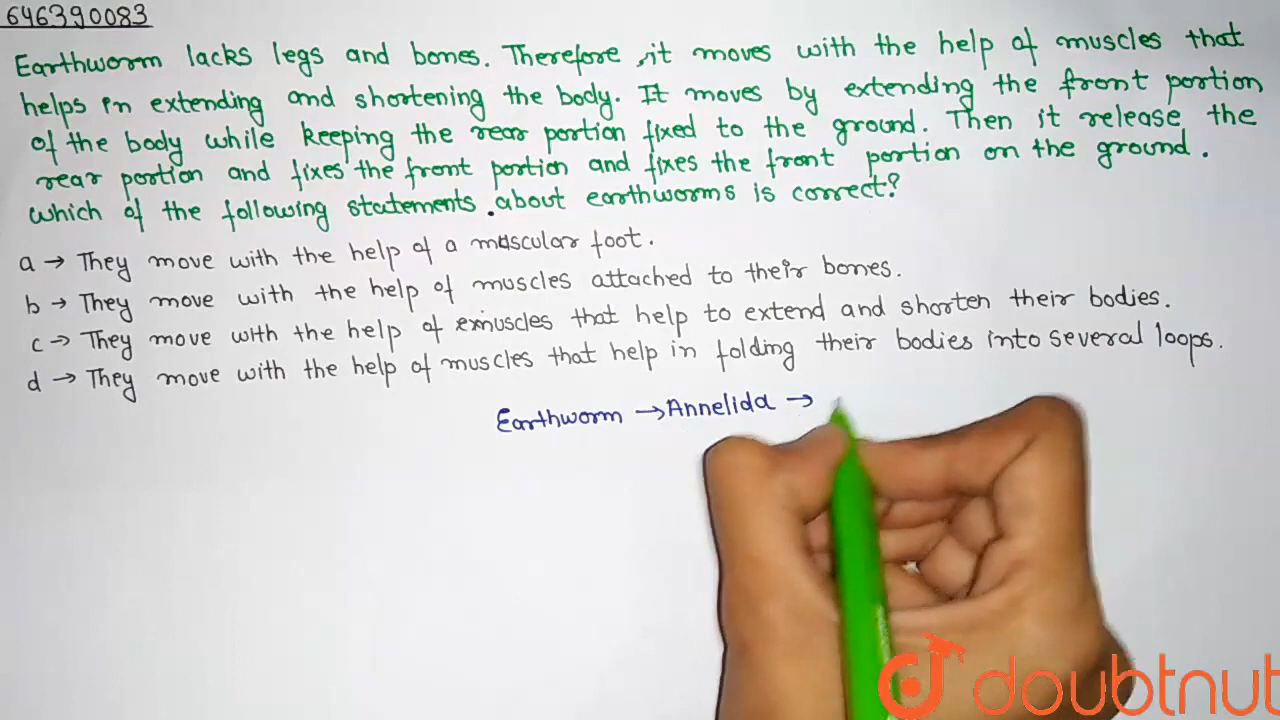 646390083
Earthworm lacks legs and bones. Therefore, it moves with the help of muscles that
helps in extending and shortening the body. It moves by extending the front portion
of the body while keeping the rear portion fixed to the ground. Then it release the
rear portion and fixes the front portion and fixes the front portion on the ground.
which of the following statements about earthworms is correct?
a → They move with the help of a muscular foot.
b → They move with the help of muscles attached to their bones.
c → They move with the help of muscles that help to extend and shorten their bodies.
d → They move with the help of muscles that help in folding their bodies into several loops.
Earthworm → Annelida →
doubtnut